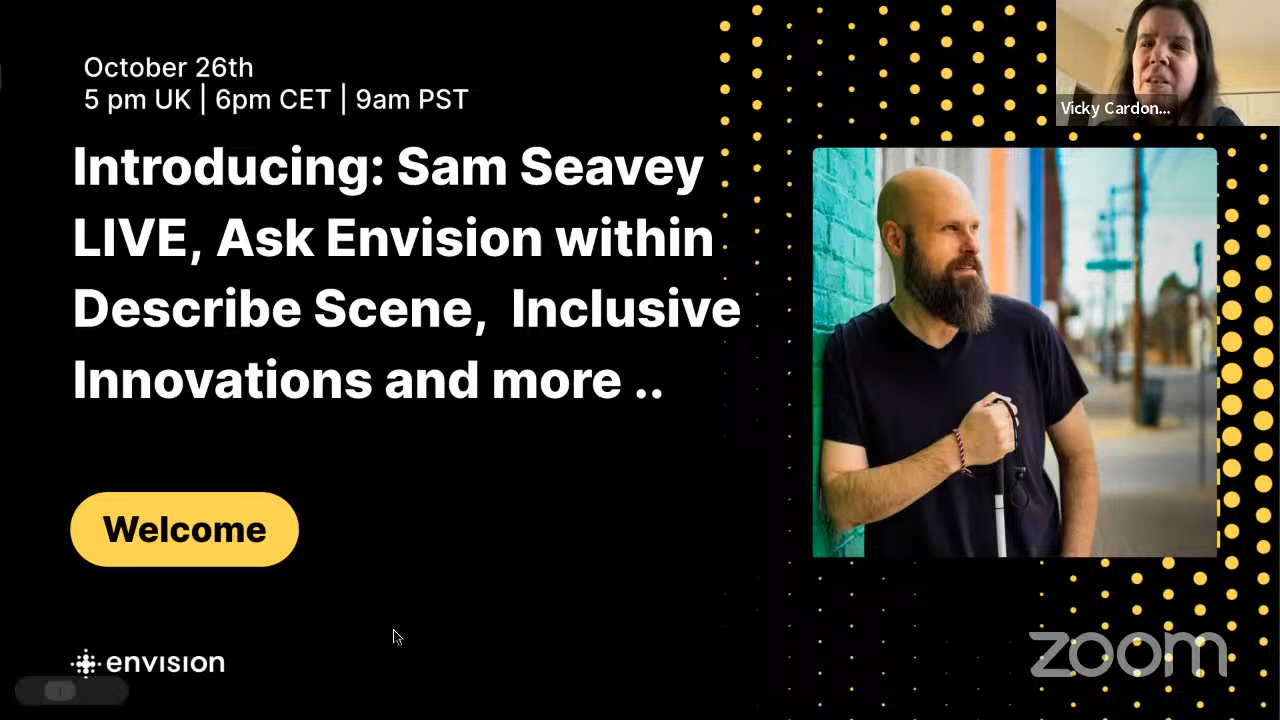 October 26th
5 pm UK | 6pm CET | 9am PST
Introducing: Sam Seavey
LIVE, Ask Envision within
Describe Scene, Inclusive
Innovations and more ..
Welcome
envision
Vicky Cardon...
zoom